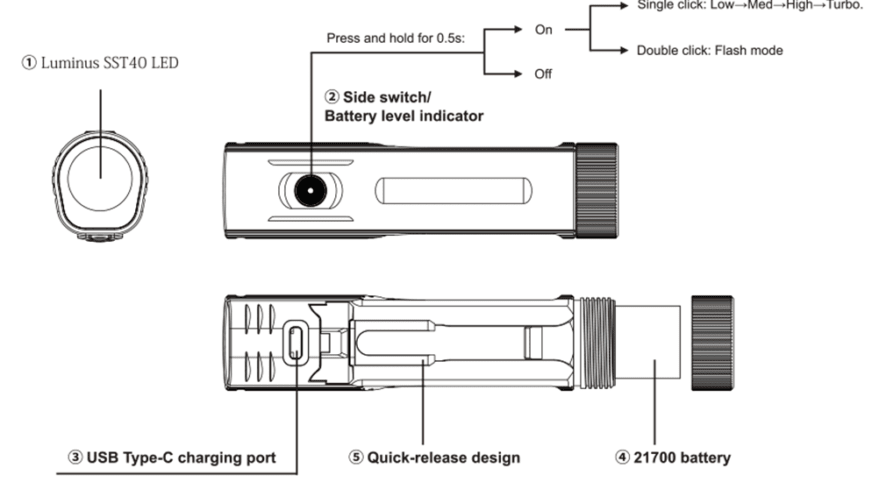 Single click: Low→Med→High→Turbo.
Press and hold for 0.5s:
On
Double click: Flash mode
Off
① Luminus SST40 LED
② Side switch/
Battery level indicator
③ USB Type-C charging port
⑤ Quick-release design
④ 21700 battery